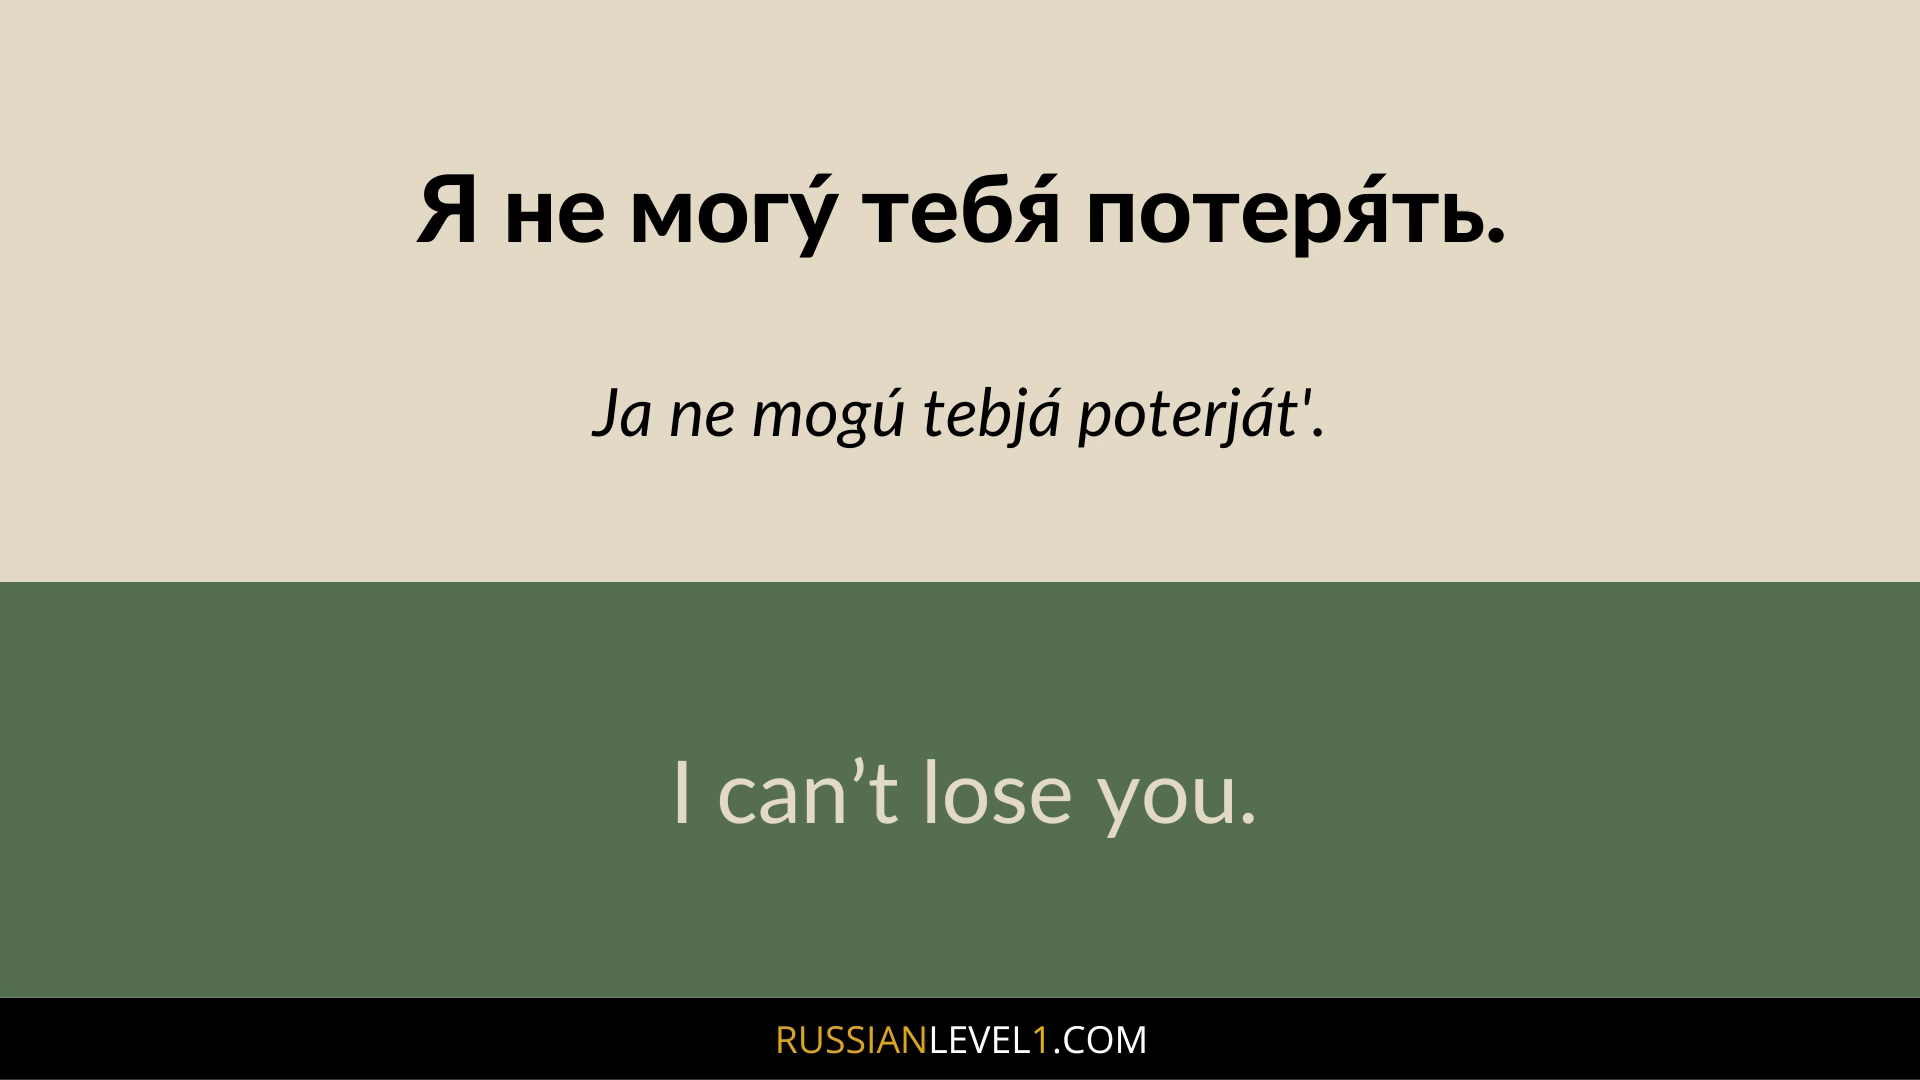 Я не могу́ тебя́ потеря́ть.
Ja ne mogú tebjá poterját'.
I can’t lose you.
RUSSIANLEVEL1.COM